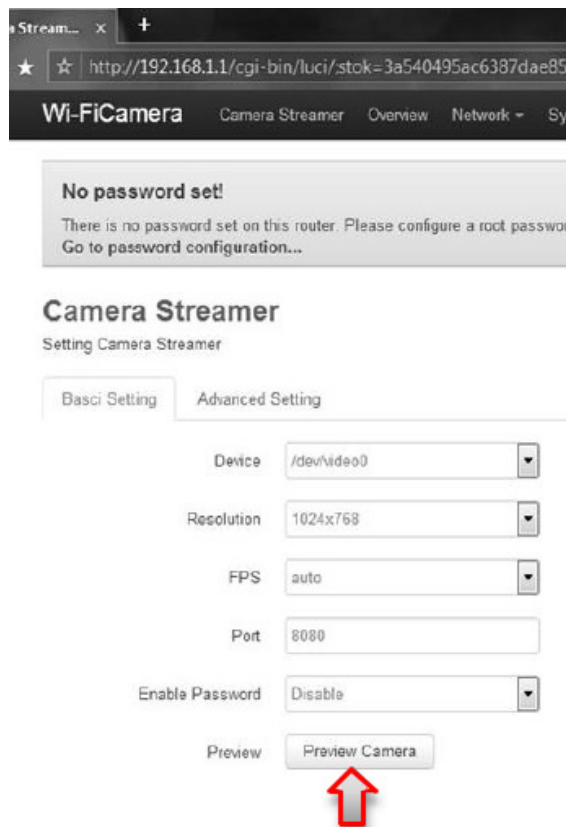 a Stream... x +
http://192.168.1.1/cgi-bin/luci/;stok=3a540495ac6387dae85
Wi-FiCamera Camera Streamer Overview Network Sy
No password set!
There is no password set on this router. Please configure a root passwor
Go to password configuration...
Camera Streamer
Setting Camera Streamer
Basci Setting Advanced Setting
Device /dev/video0
Resolution 1024x768
FPS auto
Port 8080
Enable Password Disable
Preview Preview Camera